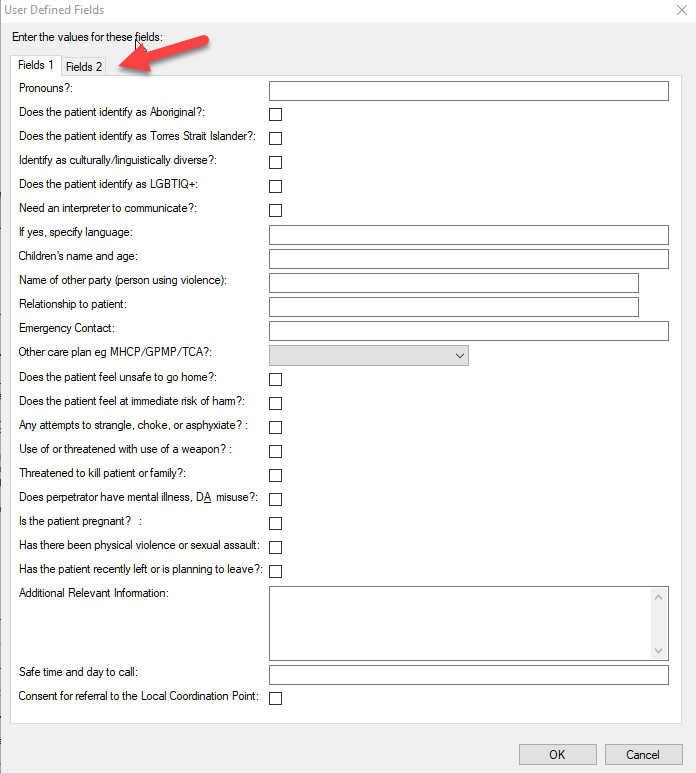 User Defined Fields
Enter the values for these fields:
Fields 1
Fields 2
Pronouns?:
Does the patient identify as Aboriginal?:
Does the patient identify as Torres Strait Islander?:
Identify as culturally/linguistically diverse?:
Does the patient identify as LGBTIQ+:
Need an interpreter to communicate?:
If yes, specify language:
Children's name and age:
Name of other party (person using violence):
Relationship to patient:
Emergency Contact:
Other care plan eg MHCP/GPMP/TCA?:
Does the patient feel unsafe to go home?:
Does the patient feel at immediate risk of harm?:
Any attempts to strangle, choke, or asphyxiate? :
Use of or threatened with use of a weapon? :
Threatened to kill patient or family?:
Does perpetrator have mental illness, DA misuse?:
Is the patient pregnant? :
Has there been physical violence or sexual assault:
Has the patient recently left or is planning to leave?:
Additional Relevant Information:
Safe time and day to call:
Consent for referral to the Local Coordination Point:
OK
Cancel